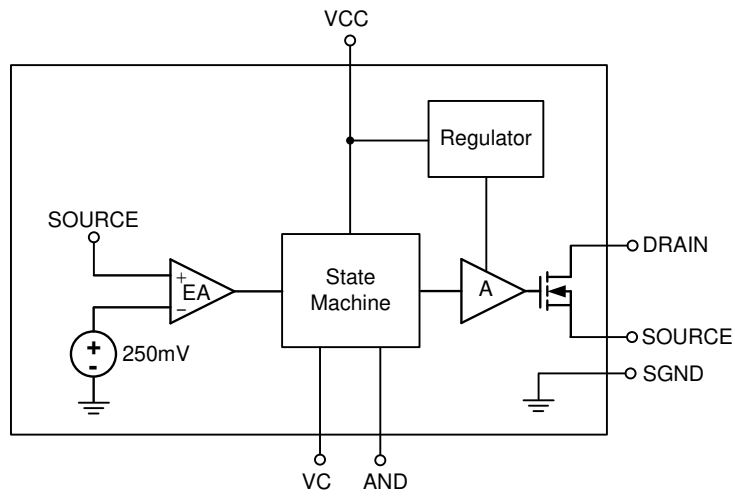 VCC
Regulator
SOURCE
DRAIN
+
EA
−
State
Machine
A
+
-
250mV
SOURCE
SGND
VC
AND